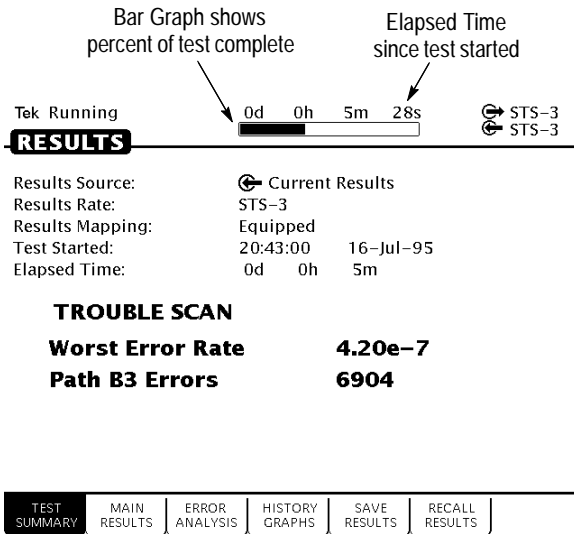 Bar Graph shows
percent of test complete
Elapsed Time
since test started
Tek Running
0d 0h 5m 28s
STS-3
STS-3
RESULTS
Results Source: Current Results
Results Rate: STS-3
Results Mapping: Equipped
Test Started: 20:43:00 16-Jul-95
Elapsed Time: 0d 0h 5m
TROUBLE SCAN
Worst Error Rate 4.20e-7
Path B3 Errors 6904
TEST SUMMARY
MAIN RESULTS
ERROR ANALYSIS
HISTORY GRAPHS
SAVE RESULTS
RECALL RESULTS